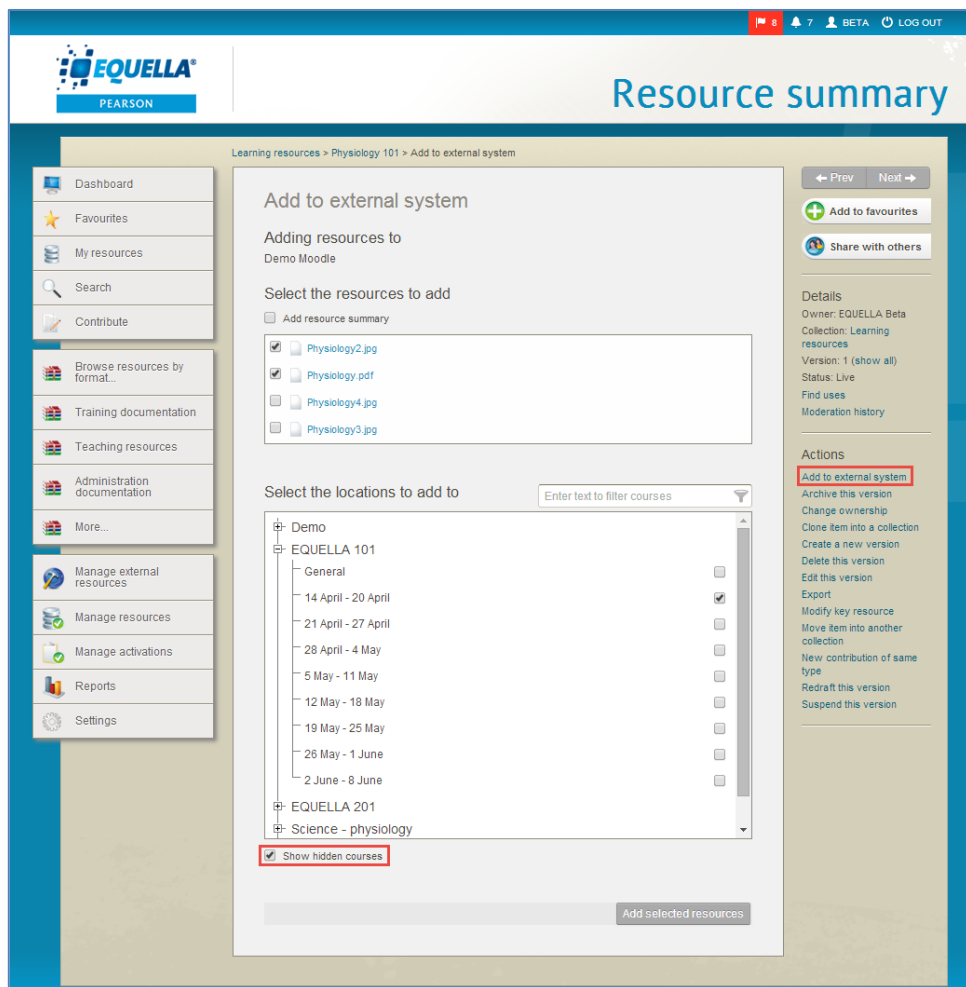 8 7 BETA LOG OUT
EQUELLA®
PEARSON
Resource summary
Learning resources > Physiology 101 > Add to external system
Dashboard
Favourites
My resources
Search
Contribute
Browse resources by
format...
Training documentation
Teaching resources
Administration
documentation
More...
Manage external
resources
Manage resources
Manage activations
Reports
Settings
Add to external system
Adding resources to
Demo Moodle
Select the resources to add
Add resource summary
Physiology2.jpg
Physiology.pdf
Physiology4.jpg
Physiology3.jpg
Select the locations to add to
Enter text to filter courses
Demo
EQUELLA 101
General
14 April - 20 April
21 April - 27 April
28 April - 4 May
5 May - 11 May
12 May - 18 May
19 May - 25 May
26 May - 1 June
2 June - 8 June
EQUELLA 201
Science - physiology
Show hidden courses
Add selected resources
Prev Next
Add to favourites
Share with others
Details
Owner: EQUELLA Beta
Collection: Learning
resources
Version: 1 (show all)
Status: Live
Find uses
Moderation history
Actions
Add to external system
Archive this version
Change ownership
Clone item into a collection
Create a new version
Delete this version
Edit this version
Export
Modify key resource
Move item into another
collection
New contribution of same
type
Redraft this version
Suspend this version